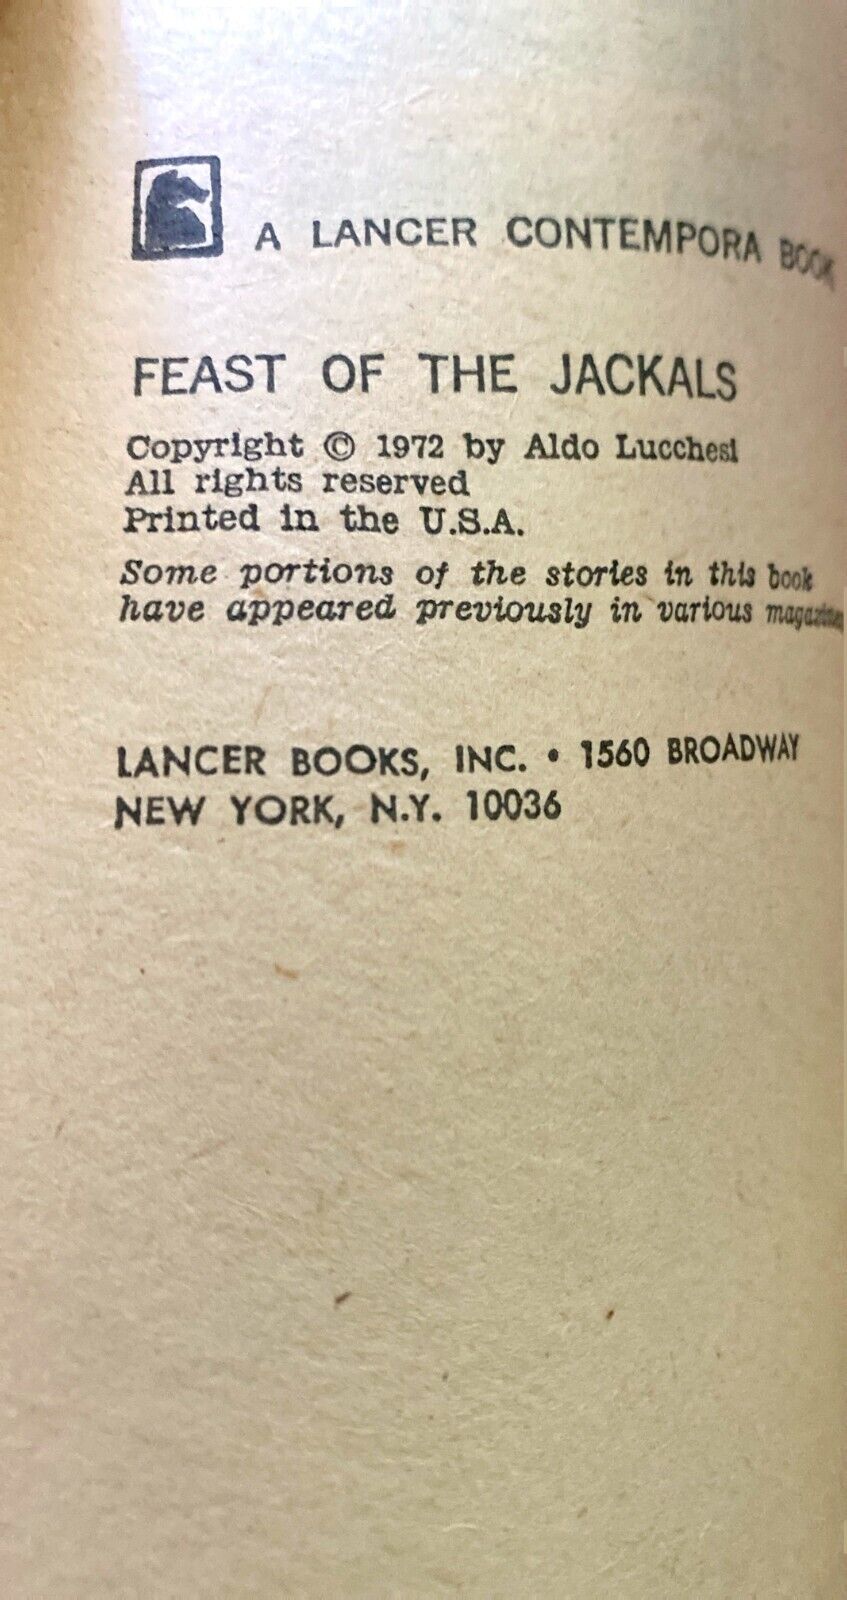 A LANCER CONTEMPORA BOOK
FEAST OF THE JACKALS
Copyright © 1972 by Aldo Lucchesi
All rights reserved
Printed in the U.S.A.
Some portions of the stories in this book
have appeared previously in various magazines
LANCER BOOKS, INC. • 1560 BROADWAY
NEW YORK, N.Y. 10036